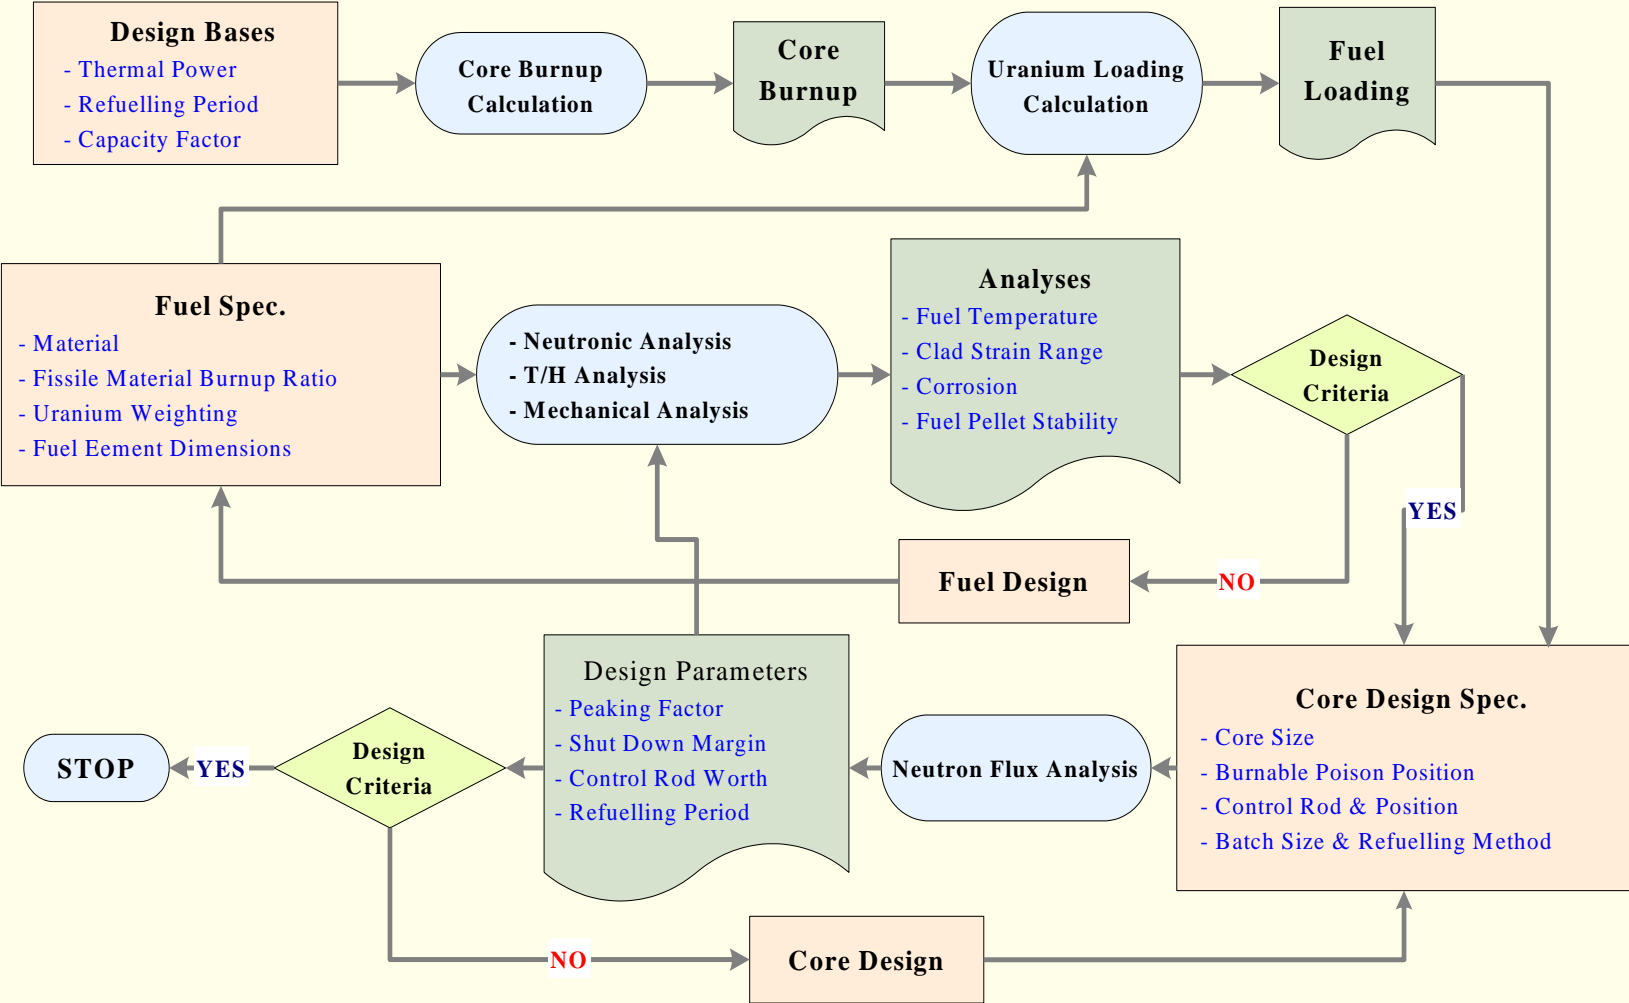 Design Bases
- Thermal Power
- Refuelling Period
- Capacity Factor
Core Burnup
Calculation
Core
Burnup
Uranium Loading
Calculation
Fuel
Loading
Fuel Spec.
- Material
- Fissile Material Burnup Ratio
- Uranium Weighting
- Fuel Eement Dimensions
- Neutronic Analysis
- T/H Analysis
- Mechanical Analysis
Analyses
- Fuel Temperature
- Clad Strain Range
- Corrosion
- Fuel Pellet Stability
Design
Criteria
YES
NO
Fuel Design
Core Design Spec.
- Core Size
- Burnable Poison Position
- Control Rod & Position
- Batch Size & Refuelling Method
Neutron Flux Analysis
Design Parameters
- Peaking Factor
- Shut Down Margin
- Control Rod Worth
- Refuelling Period
Design
Criteria
YES
STOP
NO
Core Design